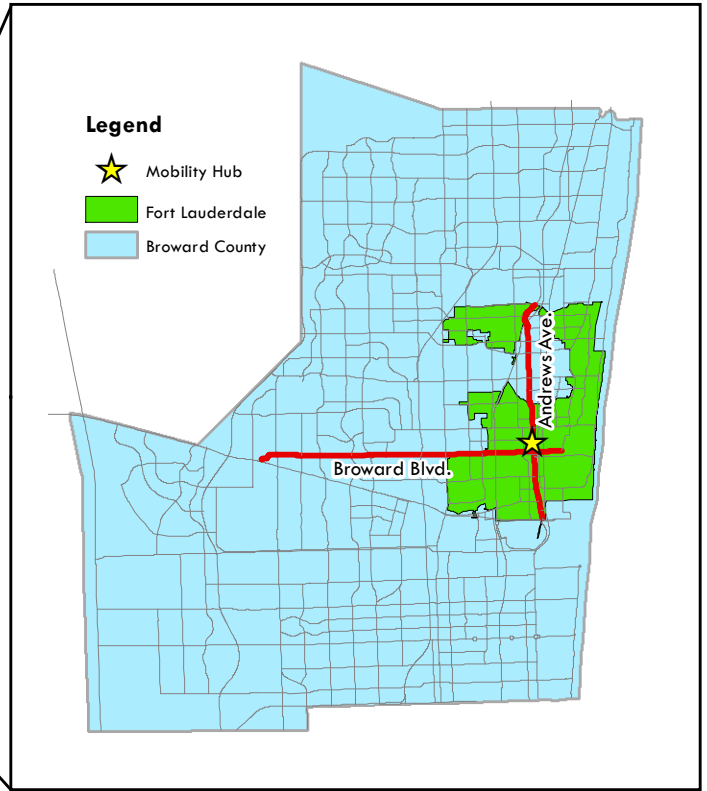 Legend
Mobility Hub
Fort Lauderdale
Broward County
Andrews Ave.
Broward Blvd.